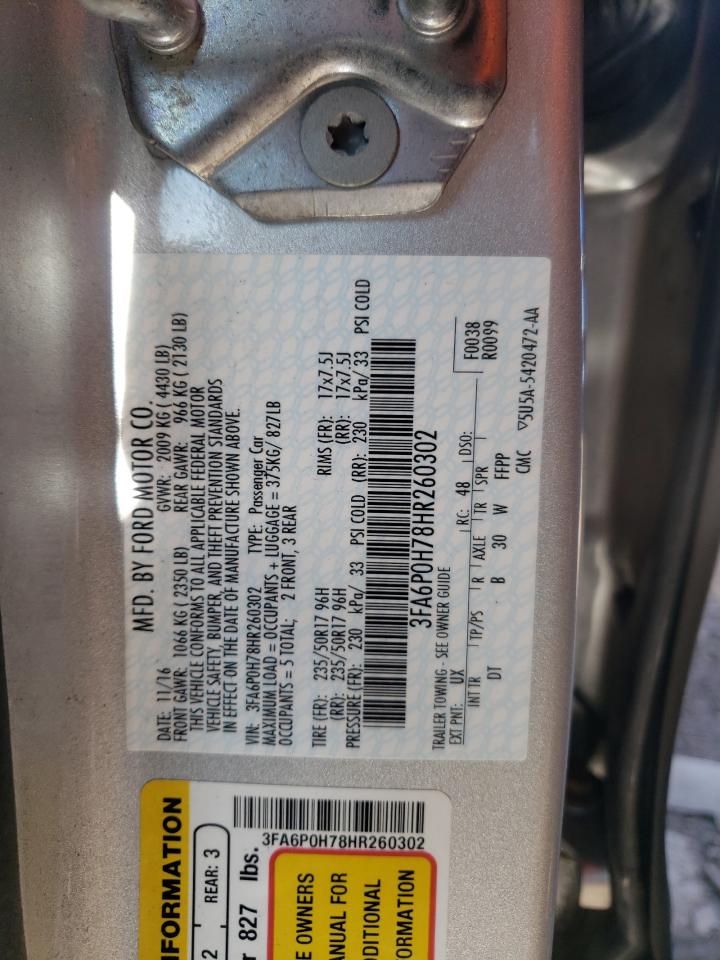 MFD. BY FORD MOTOR CO.
DATE: 11/16 GVWR: 2009 KG ( 4430 LB)
FRONT GAWR: 1066 KG ( 2350 LB) REAR GAWR: 966 KG ( 2130 LB)
THIS VEHICLE CONFORMS TO ALL APPLICABLE FEDERAL MOTOR
VEHICLE SAFETY, BUMPER, AND THEFT PREVENTION STANDARDS
IN EFFECT ON THE DATE OF MANUFACTURE SHOWN ABOVE.
VIN: 3FA6P0H78HR260302 TYPE: Passenger Car
MAXIMUM LOAD = OCCUPANTS + LUGGAGE = 375KG/ 827LB
OCCUPANTS = 5 TOTAL; 2 FRONT, 3 REAR
TIRE (FR): 235/50R17 96H RIMS (FR): 17x7.5J
(RR): 235/50R17 96H (RR): 17x7.5J
PRESSURE (FR): 230 kPa/ 33 PSI COLD (RR): 230 kPa/ 33 PSI COLD
3FA6P0H78HR260302
TRAILER TOWING - SEE OWNER GUIDE
EXT PNT: UX RC: 48 DSO: F0038
R0099
INT TR TP/PS R AXLE TR SPR
DT B 30 W FFPP
CMC ▽5U5A-5420472-AA
NFORMATION
2 REAR: 3
r 827 lbs.
3FA6P0H78HR260302
E OWNERS
ANUAL FOR
DDITIONAL
FORMATION